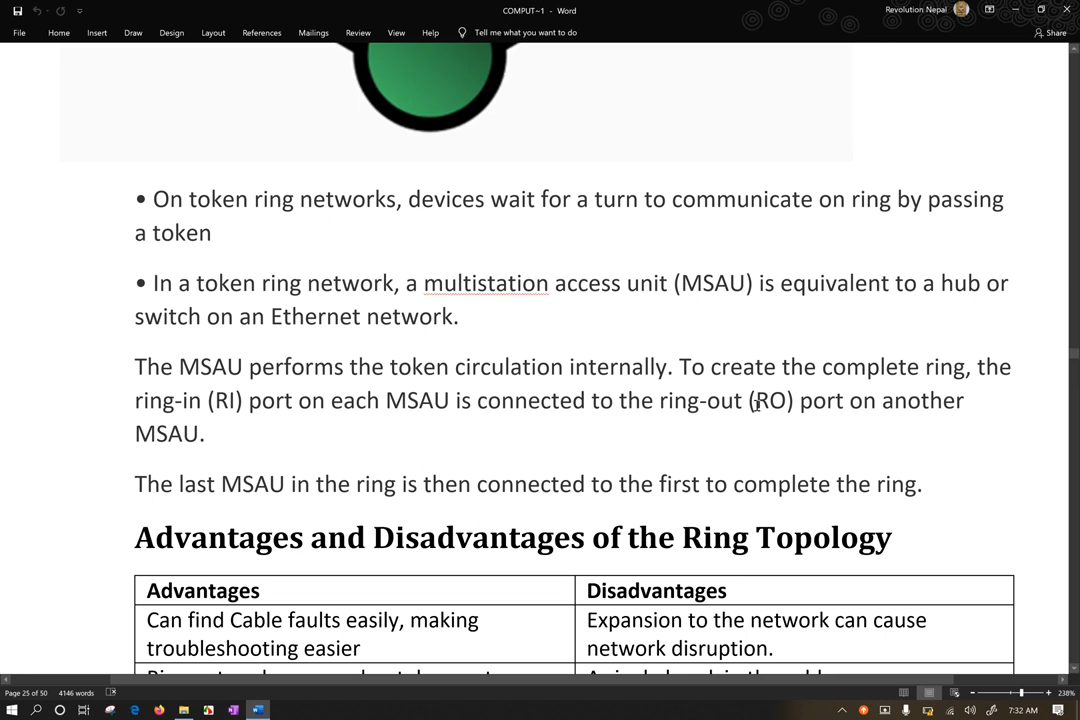 COMPUT~1 - Word
Revolution Nepal
File Home Insert Draw Design Layout References Mailings Review View Help Tell me what you want to do Share
• On token ring networks, devices wait for a turn to communicate on ring by passing
a token
• In a token ring network, a multistation access unit (MSAU) is equivalent to a hub or
switch on an Ethernet network.
The MSAU performs the token circulation internally. To create the complete ring, the
ring-in (RI) port on each MSAU is connected to the ring-out (RO) port on another
MSAU.
The last MSAU in the ring is then connected to the first to complete the ring.
Advantages and Disadvantages of the Ring Topology
Advantages Disadvantages
Can find Cable faults easily, making
troubleshooting easier
Expansion to the network can cause
network disruption.
Page 25 of 50 4146 words 238%
7:32 AM